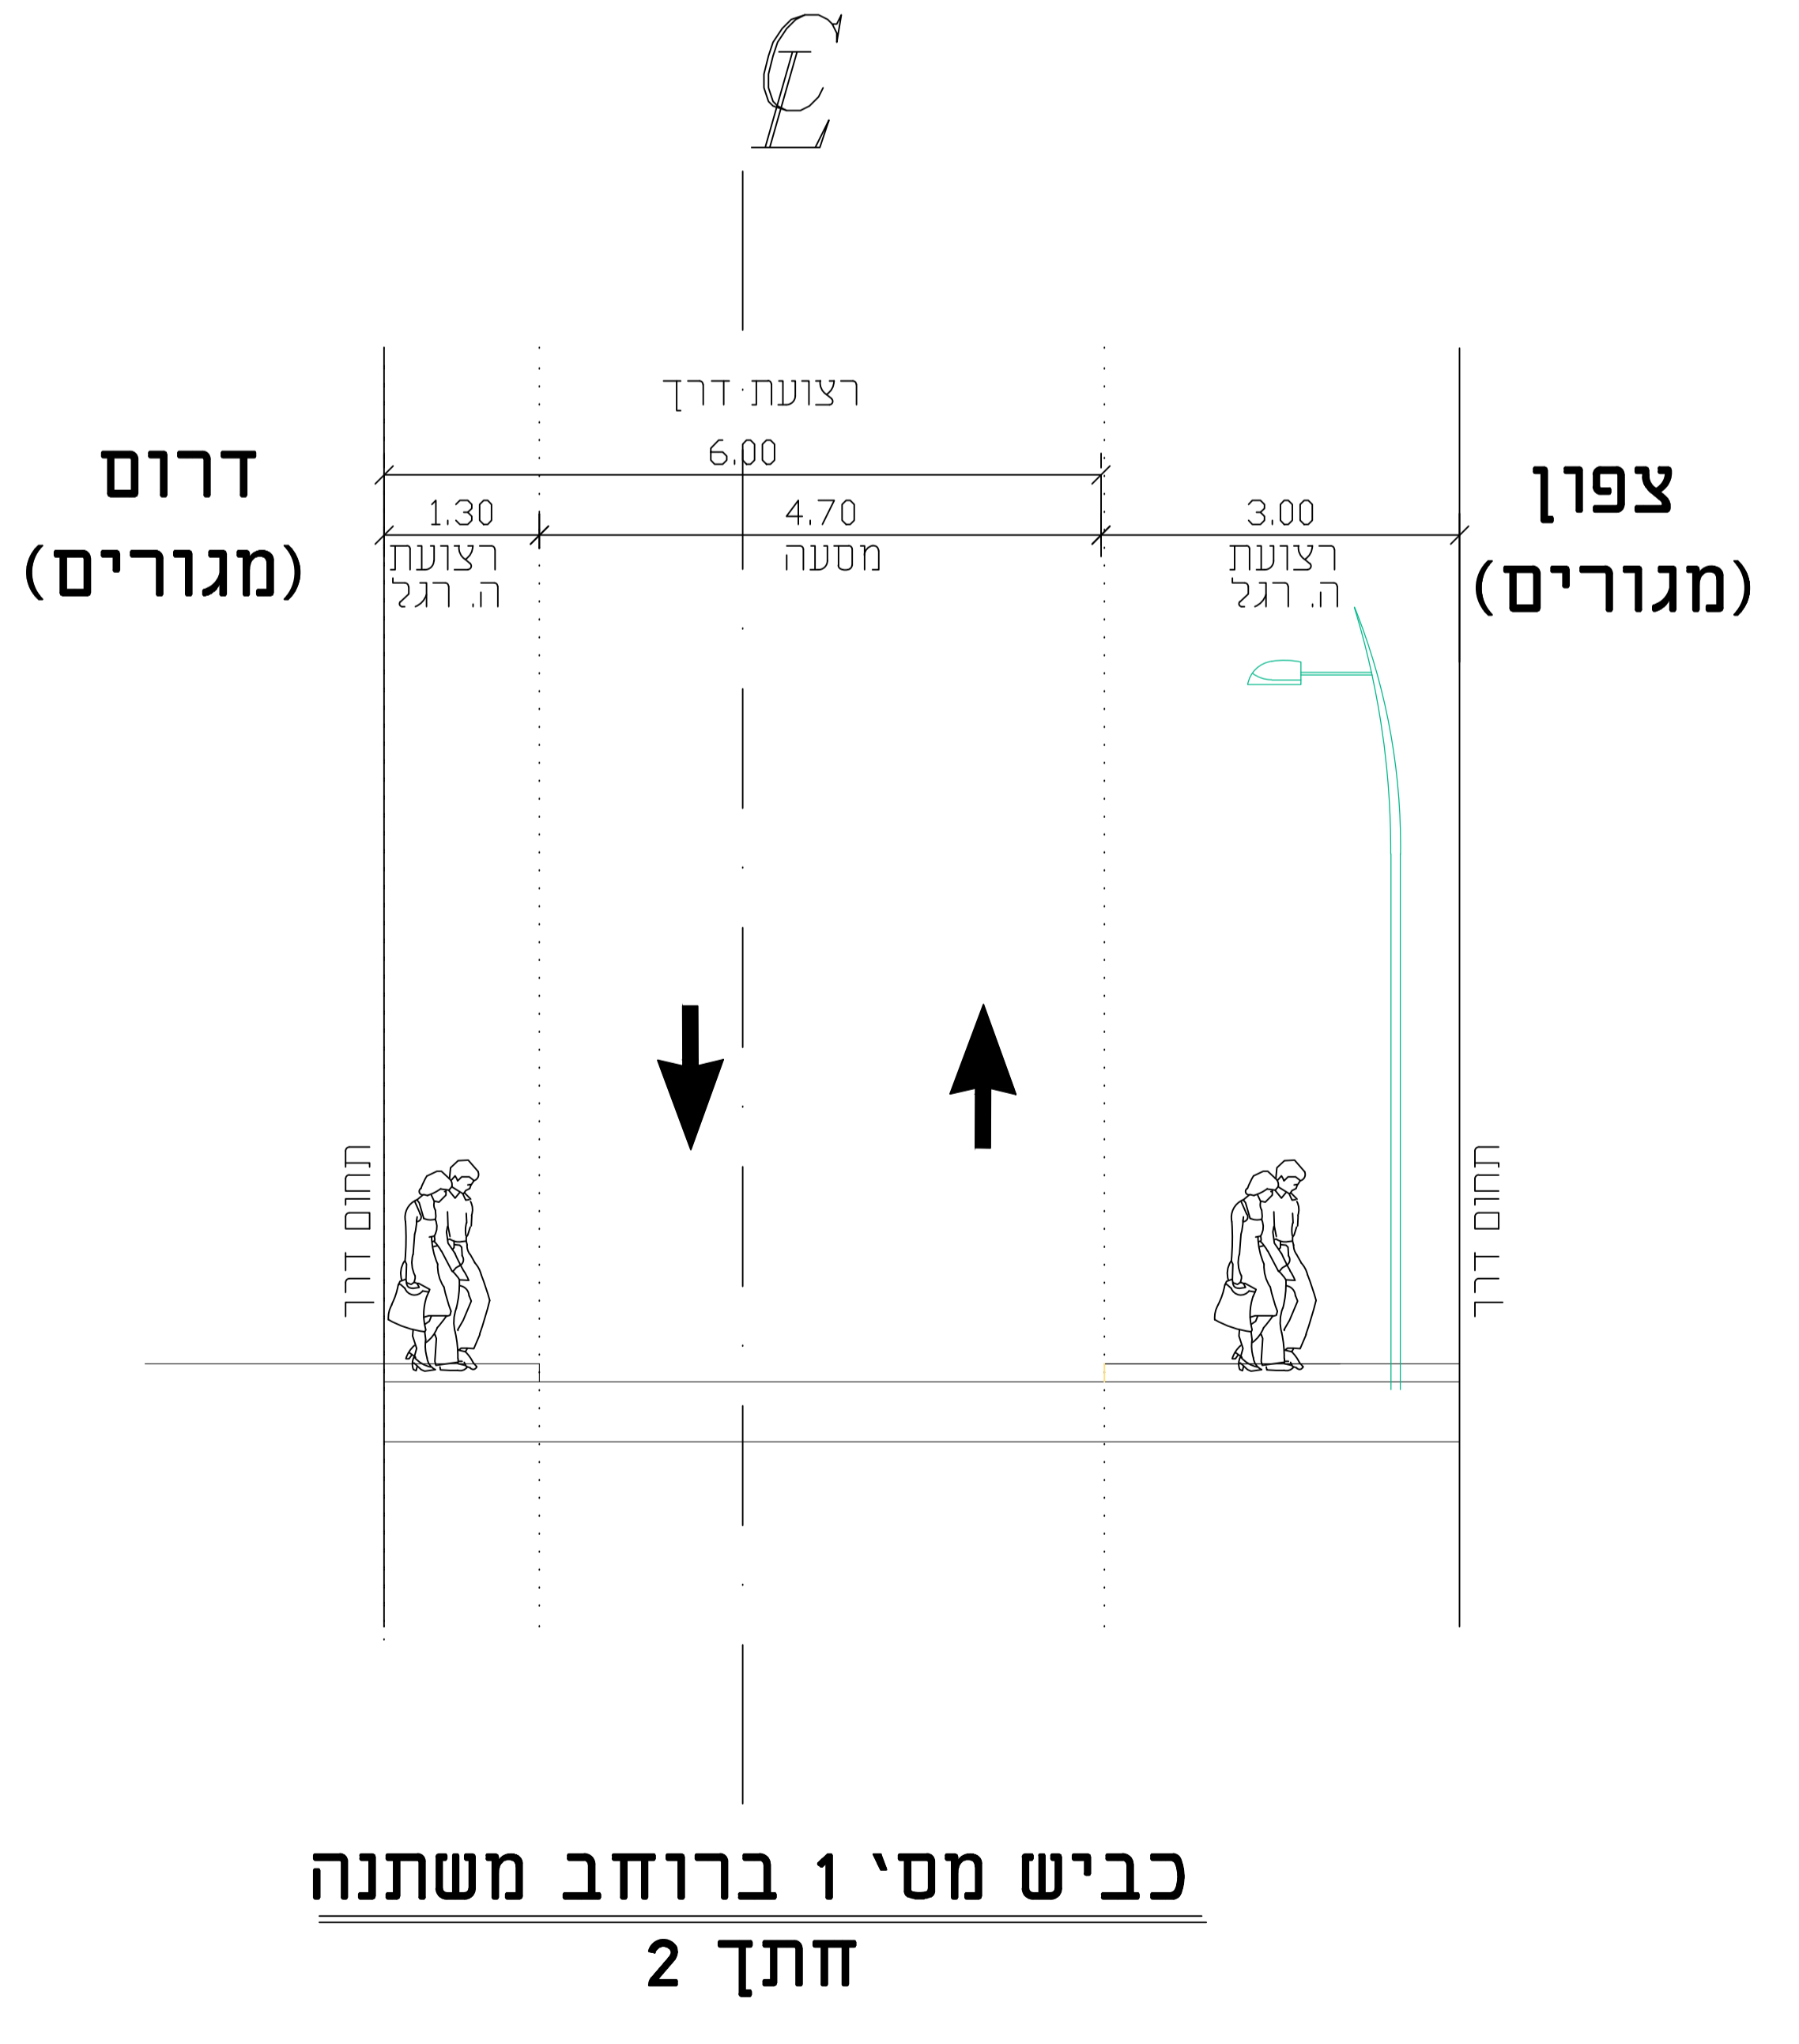 ℄
רצועת דרך
6.00
צפון
(מגורים)
דרום
(מגורים)
3.00
4.70
1.30
רצועת
ה. רגל
מסעה
רצועת
ה. רגל
תחום דרך
תחום דרך
כביש מס' 1 ברוחב משתנה
חתך 2